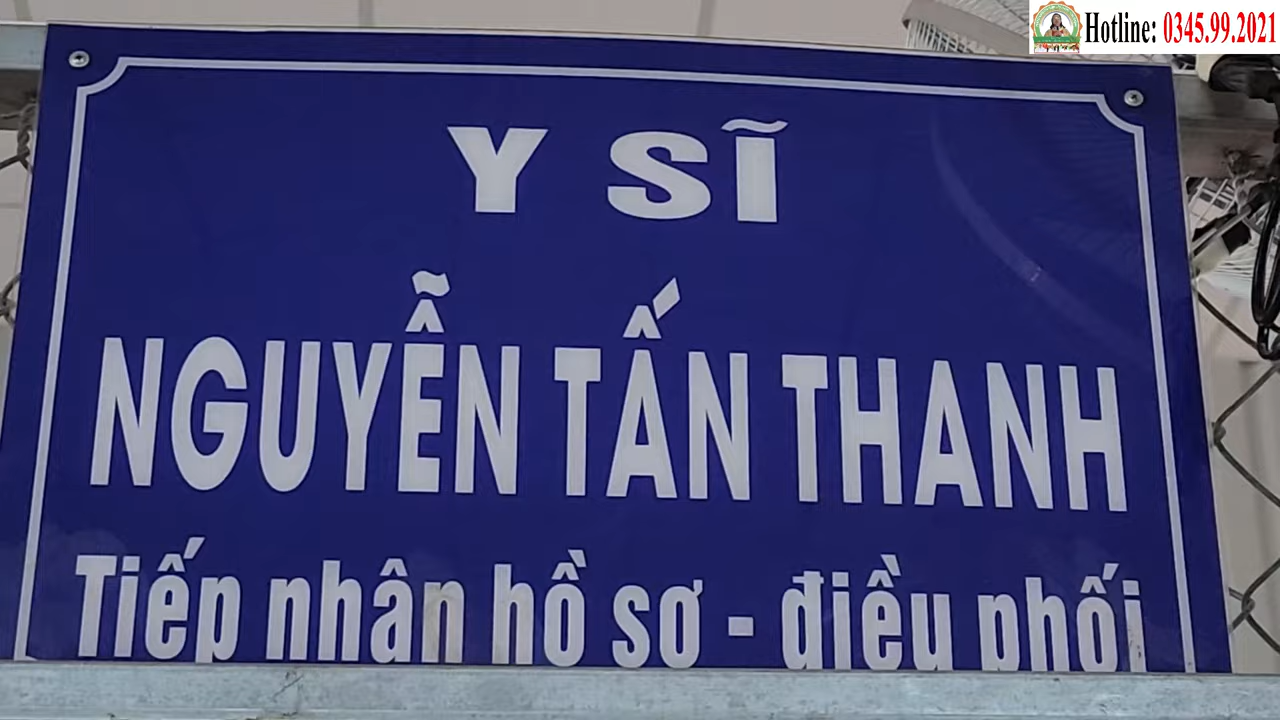 Hotline: 0345.99.2021
Y SĨ
NGUYỄN TẤN THANH
Tiếp nhận hồ sơ - điều phối